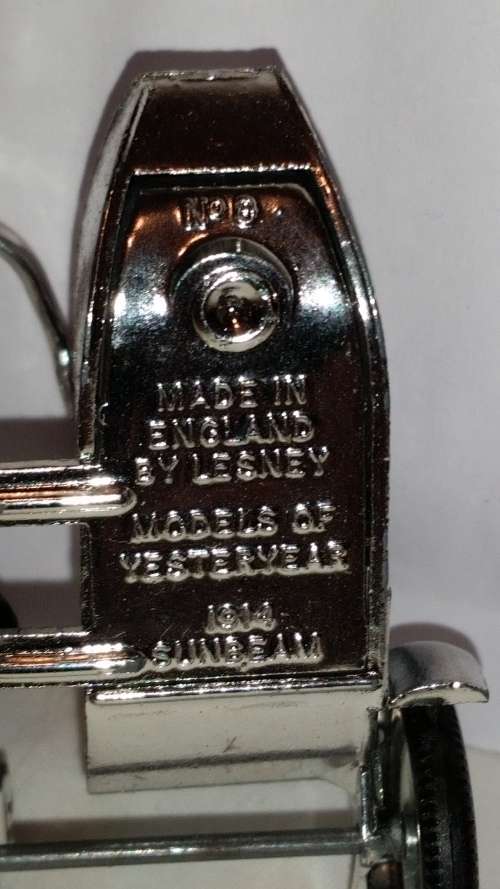 Nº 8
MADE IN
ENGLAND
BY LESNEY
MODELS OF
YESTERYEAR
1914
SUNBEAM